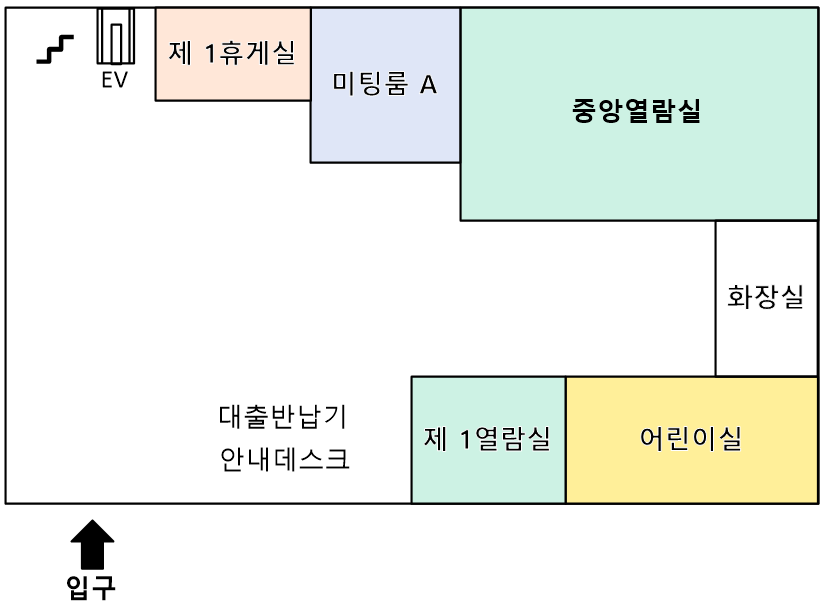 EV
제 1휴게실
미팅룸 A
중앙열람실
화장실
대출반납기
안내데스크
제 1열람실
어린이실
입구